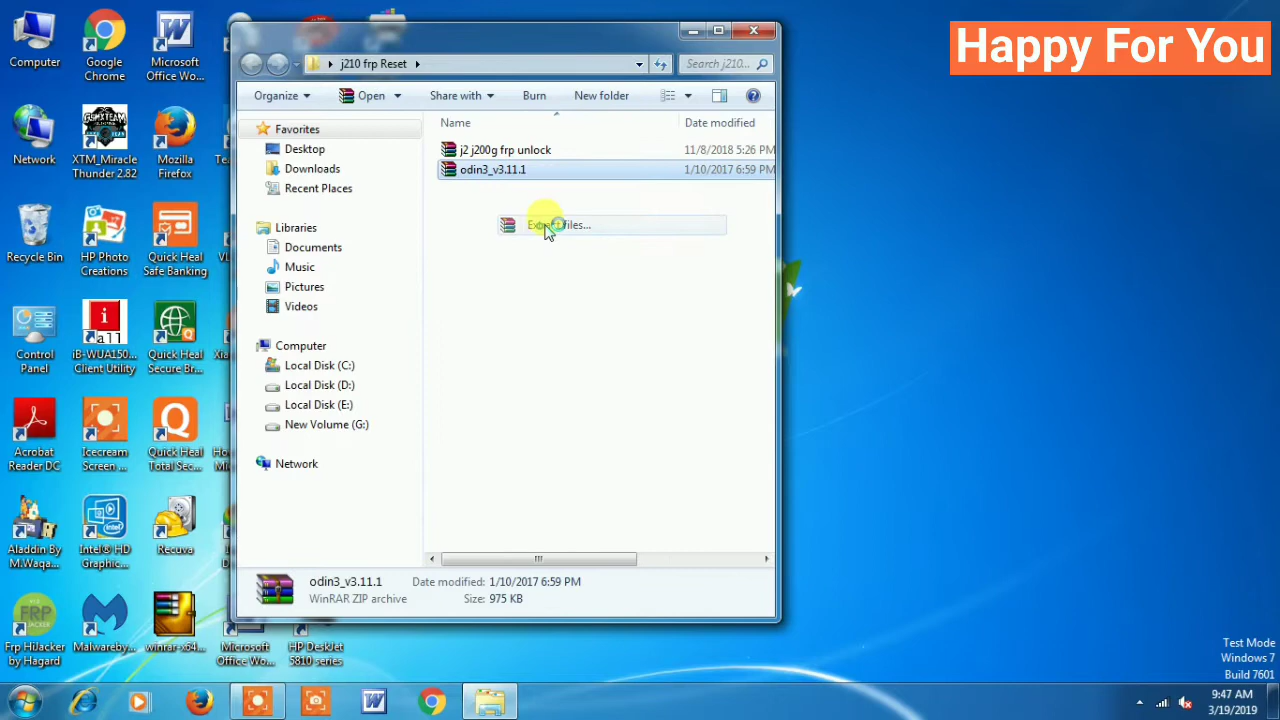 Happy For You
j210 frp Reset
Search j210...
Organize
Open
Share with
Burn
New folder
Name
Date modified
Favorites
Desktop
Downloads
Recent Places
Libraries
Documents
Music
Pictures
Videos
Computer
Local Disk (C:)
Local Disk (D:)
Local Disk (E:)
New Volume (G:)
Network
j2 j200g frp unlock
11/8/2018 5:26 PM
odin3_v3.11.1
1/10/2017 6:59 PM
Extract files...
odin3_v3.11.1
Date modified: 1/10/2017 6:59 PM
WinRAR ZIP archive
Size: 975 KB
Computer
Google
Chrome
Microsoft
Office Wo...
Network
XTM_Miracle
Thunder 2.82
Mozilla
Firefox
Recycle Bin
HP Photo
Creations
Quick Heal
Safe Banking
Control
Panel
iB-WUA150...
Client Utility
Quick Heal
Secure Br...
Acrobat
Reader DC
Icecream
Screen ...
Quick Heal
Total Sec...
Aladdin By
M.Waqa...
Intel® HD
Graphic...
Recuva
Frp HiJacker
by Hagard
Malwareby...
winrar-x64...
Microsoft
Office Wo...
HP DeskJet
5810 series
Test Mode
Windows 7
Build 7601
9:47 AM
3/19/2019